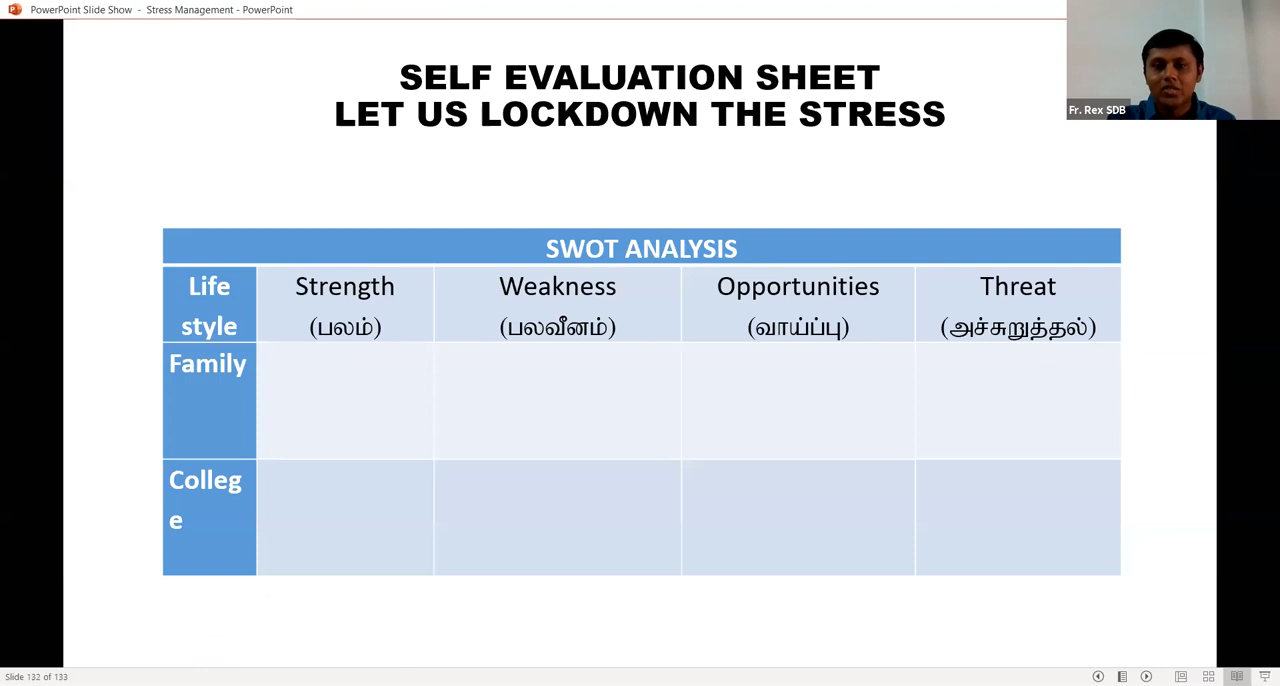 PowerPoint Slide Show - Stress Management - PowerPoint
SELF EVALUATION SHEET
LET US LOCKDOWN THE STRESS
Fr. Rex SDB
SWOT ANALYSIS
Life
style
Strength
(பலம்)
Weakness
(பலவீனம்)
Opportunities
(வாய்ப்பு)
Threat
(அச்சுறுத்தல்)
Family
Colleg
e
Slide 132 of 133